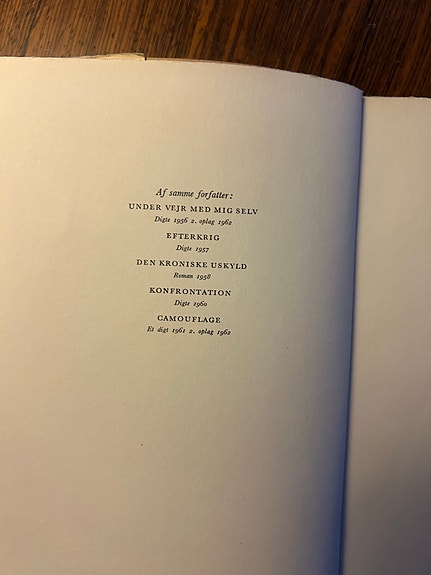 Af samme forfatter:
UNDER VEJR MED MIG SELV
Digte 1956 2. oplag 1962
EFTERKRIG
Digte 1957
DEN KRONISKE USKYLD
Roman 1958
KONFRONTATION
Digte 1960
CAMOUFLAGE
Et digt 1961 2. oplag 1962